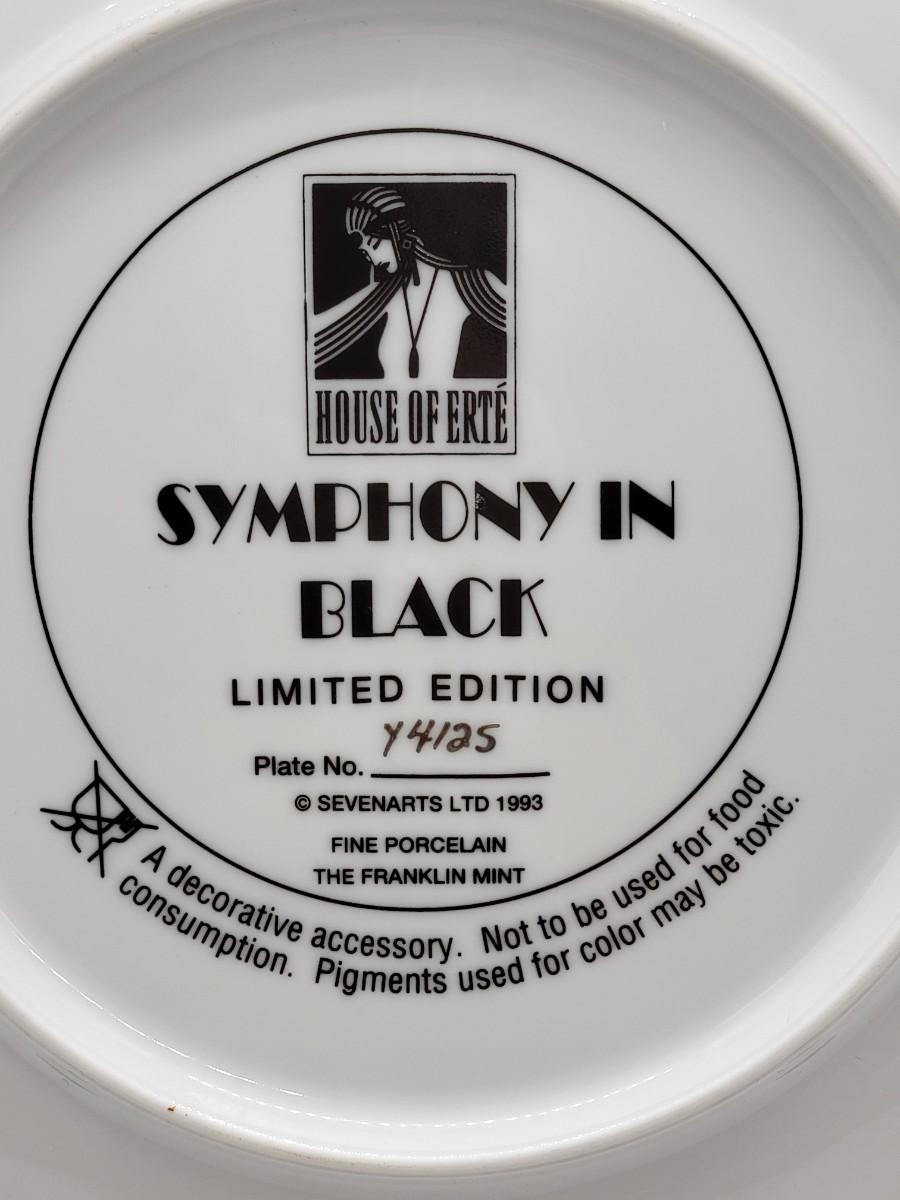 HOUSE OF ERTÉ
SYMPHONY IN
BLACK
LIMITED EDITION
Plate No. Y4125
© SEVENARTS LTD 1993
FINE PORCELAIN
THE FRANKLIN MINT
A decorative accessory. Not to be used for food
consumption. Pigments used for color may be toxic.